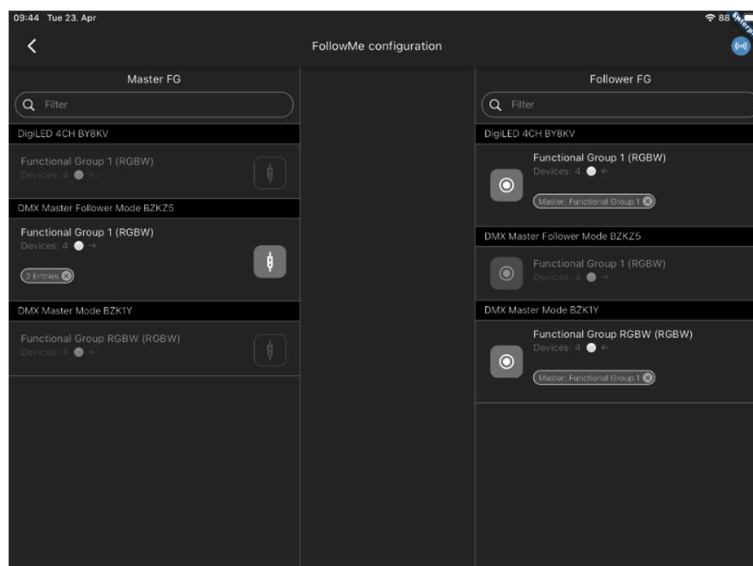 09:44 Tue 23. Apr
88
FollowMe configuration
Master FG
Filter
DigiLED 4CH BY8KV
Functional Group 1 (RGBW)
Devices: 4 ←
DMX Master Follower Mode BZKZ5
Functional Group 1 (RGBW)
Devices: 4 →
2 Entries
DMX Master Mode BZK1Y
Functional Group RGBW (RGBW)
Devices: 4 ←
Follower FG
Filter
DigiLED 4CH BY8KV
Functional Group 1 (RGBW)
Devices: 4 ←
Master: Functional Group 1
DMX Master Follower Mode BZKZ5
Functional Group 1 (RGBW)
Devices: 4 →
DMX Master Mode BZK1Y
Functional Group RGBW (RGBW)
Devices: 4 ←
Master: Functional Group 1